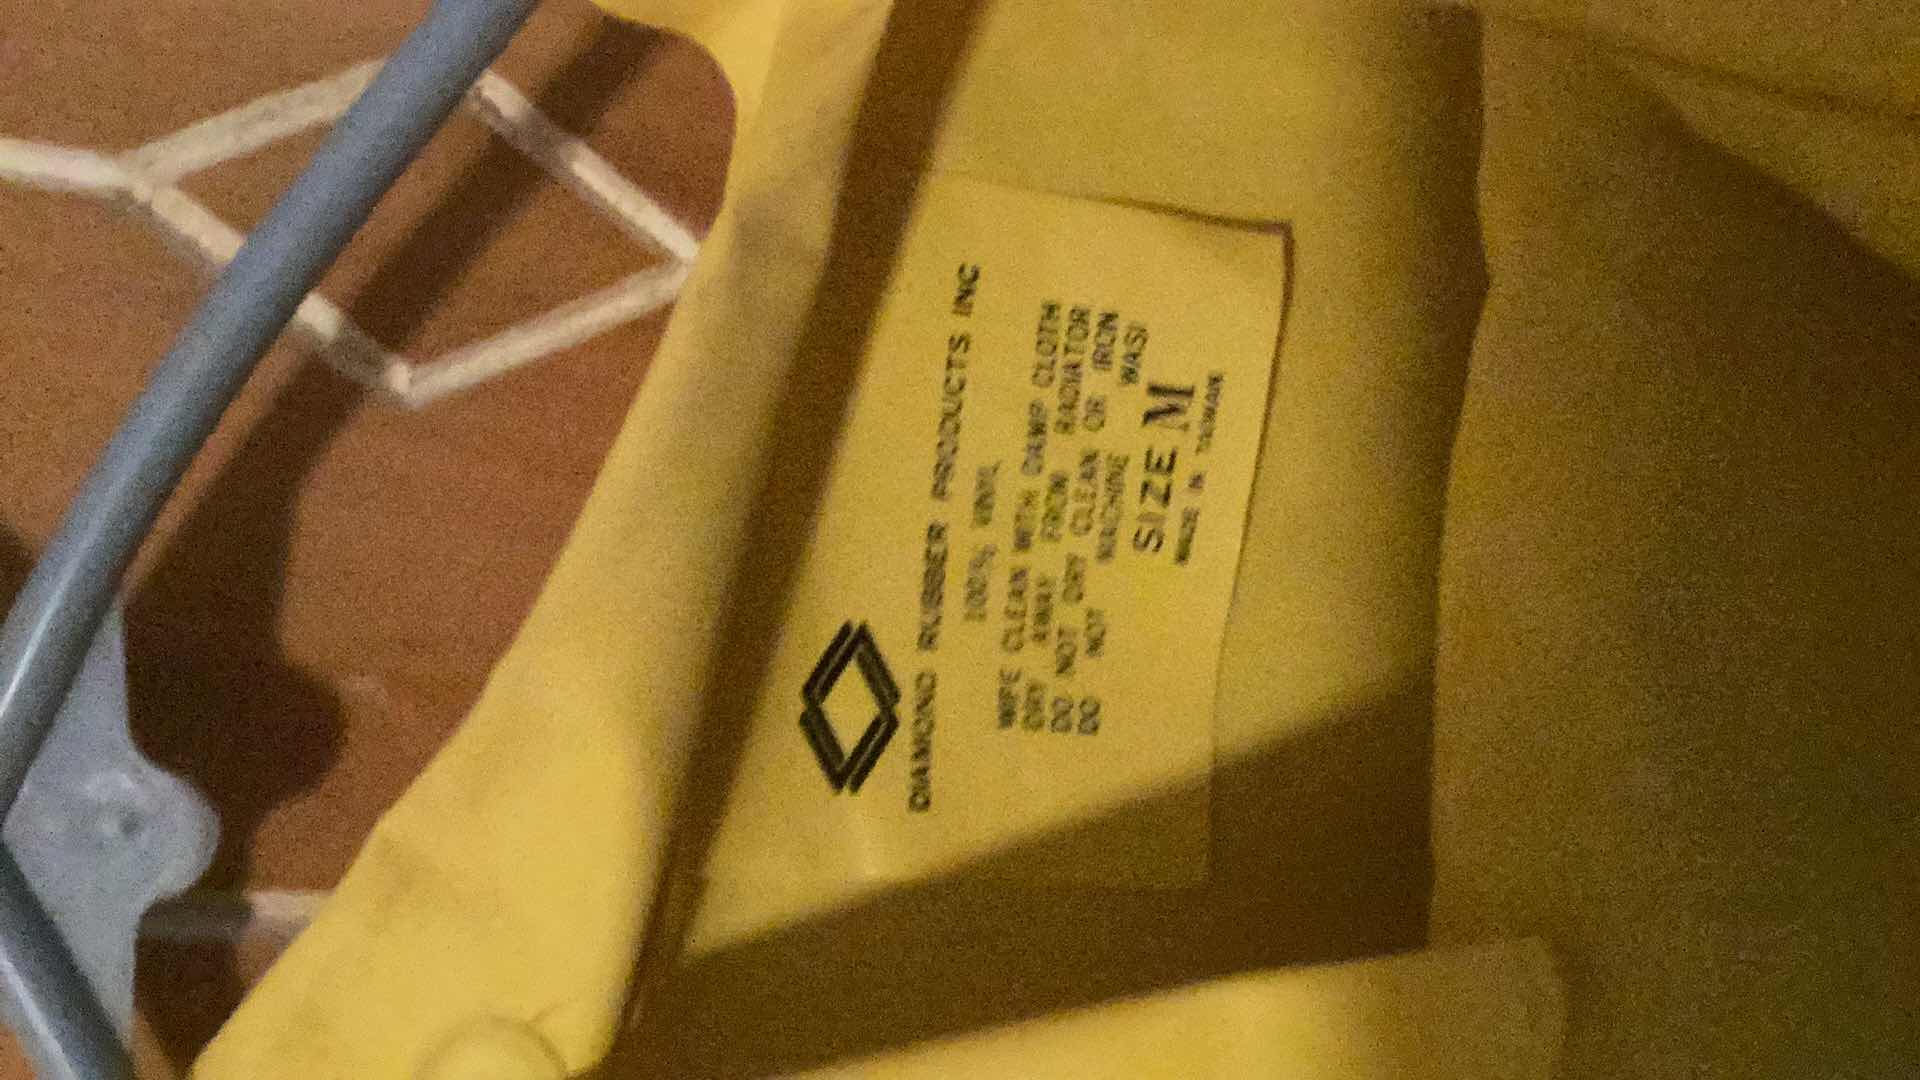 DIAMOND RUBBER PRODUCTS INC
100% VINYL
WIPE CLEAN WITH DAMP CLOTH
DRY AWAY FROM RADIATOR
DO NOT DRY CLEAN OR IRON
DO NOT MACHINE WASH
SIZE M
MADE IN TAIWAN